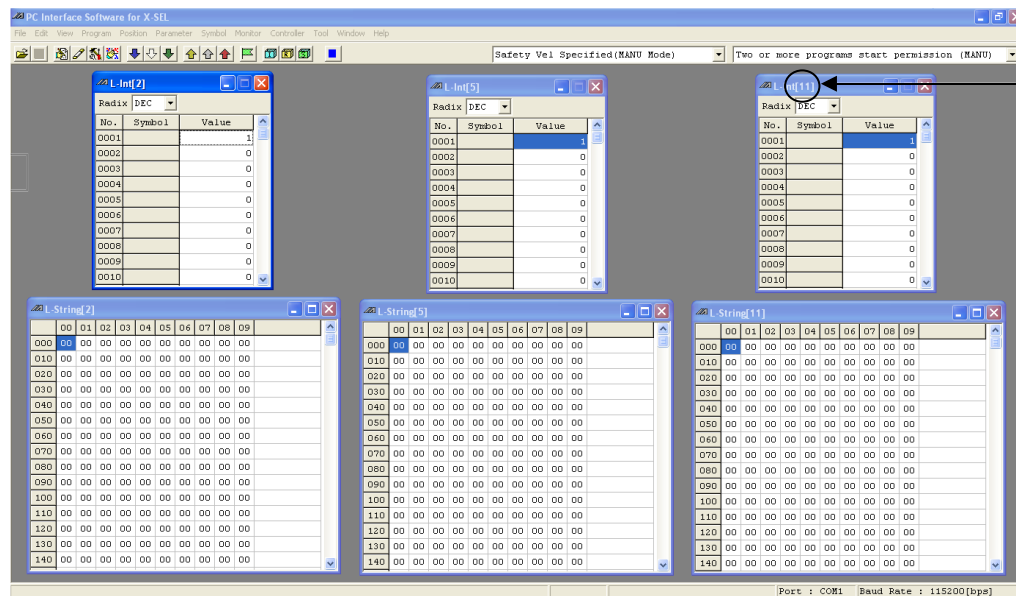 PC Interface Software for X-SEL
File Edit View Program Position Parameter Symbol Monitor Controller Tool Window Help
Safety Vel Specified(MANU Mode) Two or more programs start permission (MANU)
L-Int[2]
Radix DEC
No. Symbol Value
0001 1
0002 0
0003 0
0004 0
0005 0
0006 0
0007 0
0008 0
0009 0
0010 0
L-Int[5]
Radix DEC
No. Symbol Value
0001 1
0002 0
0003 0
0004 0
0005 0
0006 0
0007 0
0008 0
0009 0
0010 0
L-Int[11]
Radix DEC
No. Symbol Value
0001 1
0002 0
0003 0
0004 0
0005 0
0006 0
0007 0
0008 0
0009 0
0010 0
L-String[2]
00 01 02 03 04 05 06 07 08 09
000 00 00 00 00 00 00 00 00 00 00
010 00 00 00 00 00 00 00 00 00 00
020 00 00 00 00 00 00 00 00 00 00
030 00 00 00 00 00 00 00 00 00 00
040 00 00 00 00 00 00 00 00 00 00
050 00 00 00 00 00 00 00 00 00 00
060 00 00 00 00 00 00 00 00 00 00
070 00 00 00 00 00 00 00 00 00 00
080 00 00 00 00 00 00 00 00 00 00
090 00 00 00 00 00 00 00 00 00 00
100 00 00 00 00 00 00 00 00 00 00
110 00 00 00 00 00 00 00 00 00 00
120 00 00 00 00 00 00 00 00 00 00
130 00 00 00 00 00 00 00 00 00 00
140 00 00 00 00 00 00 00 00 00 00
L-String[5]
00 01 02 03 04 05 06 07 08 09
000 00 00 00 00 00 00 00 00 00 00
010 00 00 00 00 00 00 00 00 00 00
020 00 00 00 00 00 00 00 00 00 00
030 00 00 00 00 00 00 00 00 00 00
040 00 00 00 00 00 00 00 00 00 00
050 00 00 00 00 00 00 00 00 00 00
060 00 00 00 00 00 00 00 00 00 00
070 00 00 00 00 00 00 00 00 00 00
080 00 00 00 00 00 00 00 00 00 00
090 00 00 00 00 00 00 00 00 00 00
100 00 00 00 00 00 00 00 00 00 00
110 00 00 00 00 00 00 00 00 00 00
120 00 00 00 00 00 00 00 00 00 00
130 00 00 00 00 00 00 00 00 00 00
140 00 00 00 00 00 00 00 00 00 00
L-String[11]
00 01 02 03 04 05 06 07 08 09
000 00 00 00 00 00 00 00 00 00 00
010 00 00 00 00 00 00 00 00 00 00
020 00 00 00 00 00 00 00 00 00 00
030 00 00 00 00 00 00 00 00 00 00
040 00 00 00 00 00 00 00 00 00 00
050 00 00 00 00 00 00 00 00 00 00
060 00 00 00 00 00 00 00 00 00 00
070 00 00 00 00 00 00 00 00 00 00
080 00 00 00 00 00 00 00 00 00 00
090 00 00 00 00 00 00 00 00 00 00
100 00 00 00 00 00 00 00 00 00 00
110 00 00 00 00 00 00 00 00 00 00
120 00 00 00 00 00 00 00 00 00 00
130 00 00 00 00 00 00 00 00 00 00
140 00 00 00 00 00 00 00 00 00 00
Port : COM1 Baud Rate : 115200[bps]